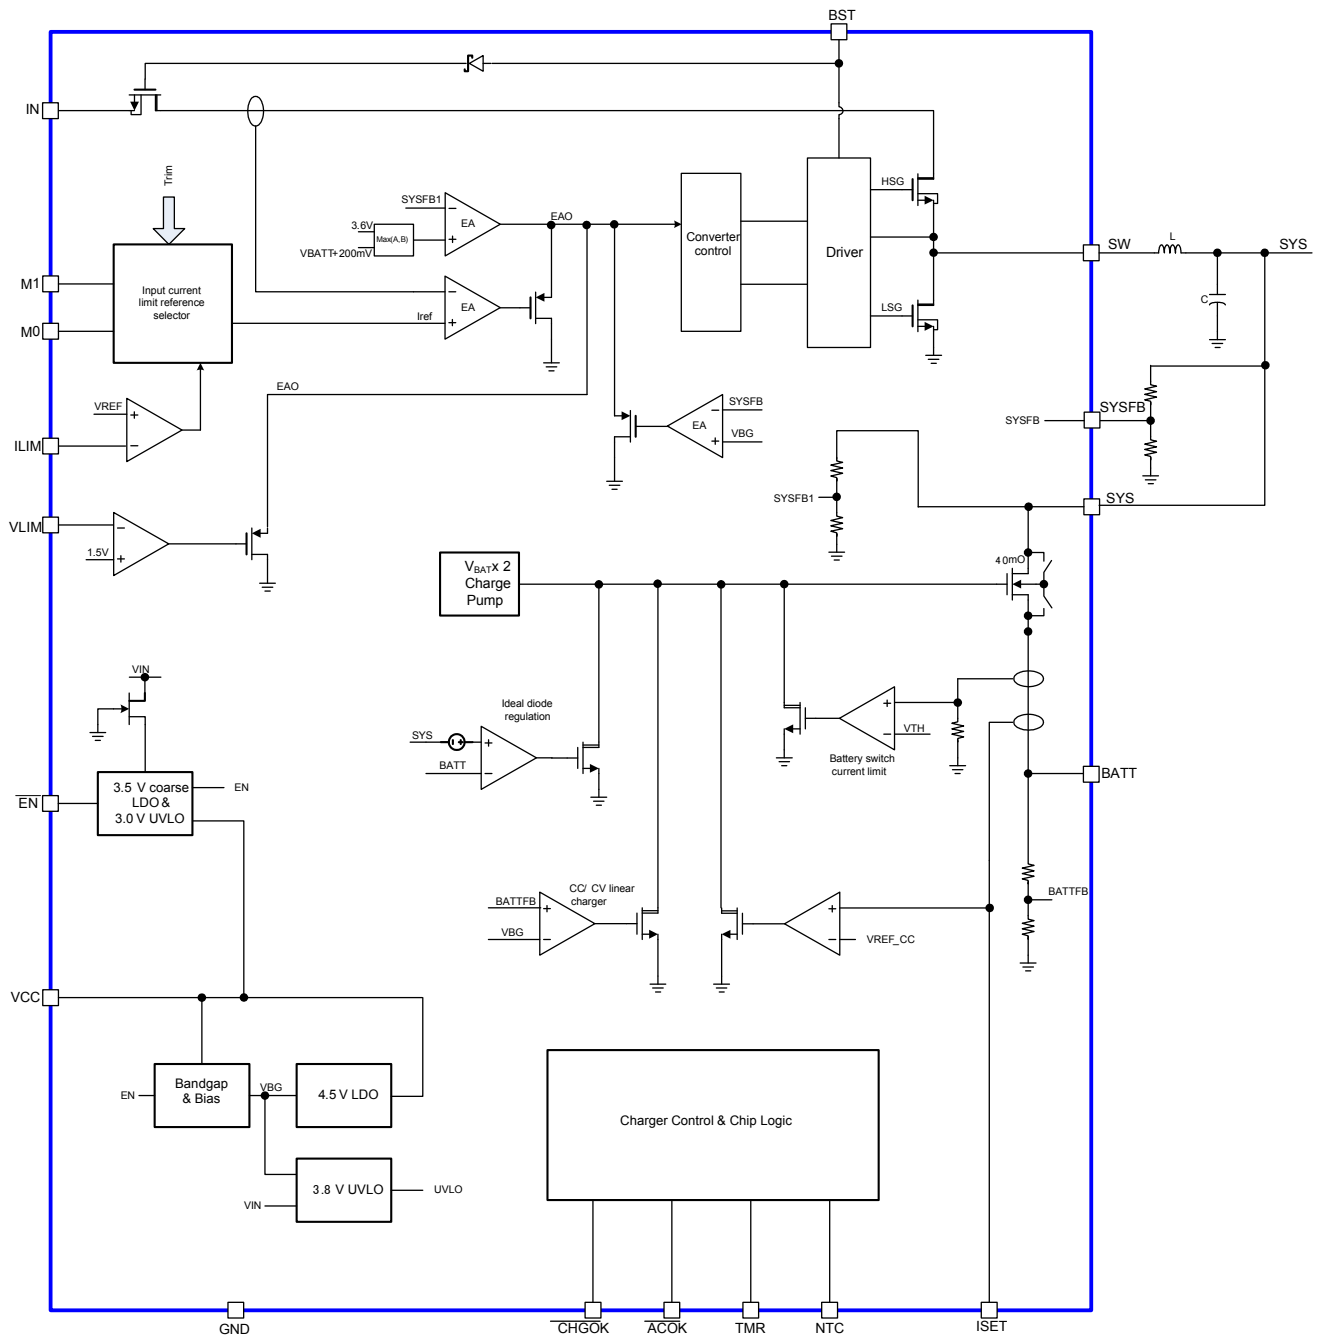 BST
IN
Trim
HSG
SYSFB1
EAO
3.6V
EA
Max(A,B)
VBATT+200mV
Converter
control
Driver
SW
L
SYS
M1
Input current
limit reference
selector
M0
Iref
EA
LSG
C
EAO
VREF
ILIM
SYSFB
EA
VBG
SYSFB
SYSFB
VLIM
1.5V
SYSFB1
SYS
VBATx 2
Charge
Pump
40mΩ
VIN
Ideal diode
regulation
SYS
BATT
VTH
Battery switch
current limit
BATT
EN
3.5 V coarse
LDO &
3.0 V UVLO
EN
CC/ CV linear
charger
BATTFB
VBG
VREF_CC
BATTFB
VCC
Bandgap
& Bias
EN
VBG
4.5 V LDO
3.8 V UVLO
UVLO
VIN
Charger Control & Chip Logic
GND
CHGOK
ACOK
TMR
NTC
ISET